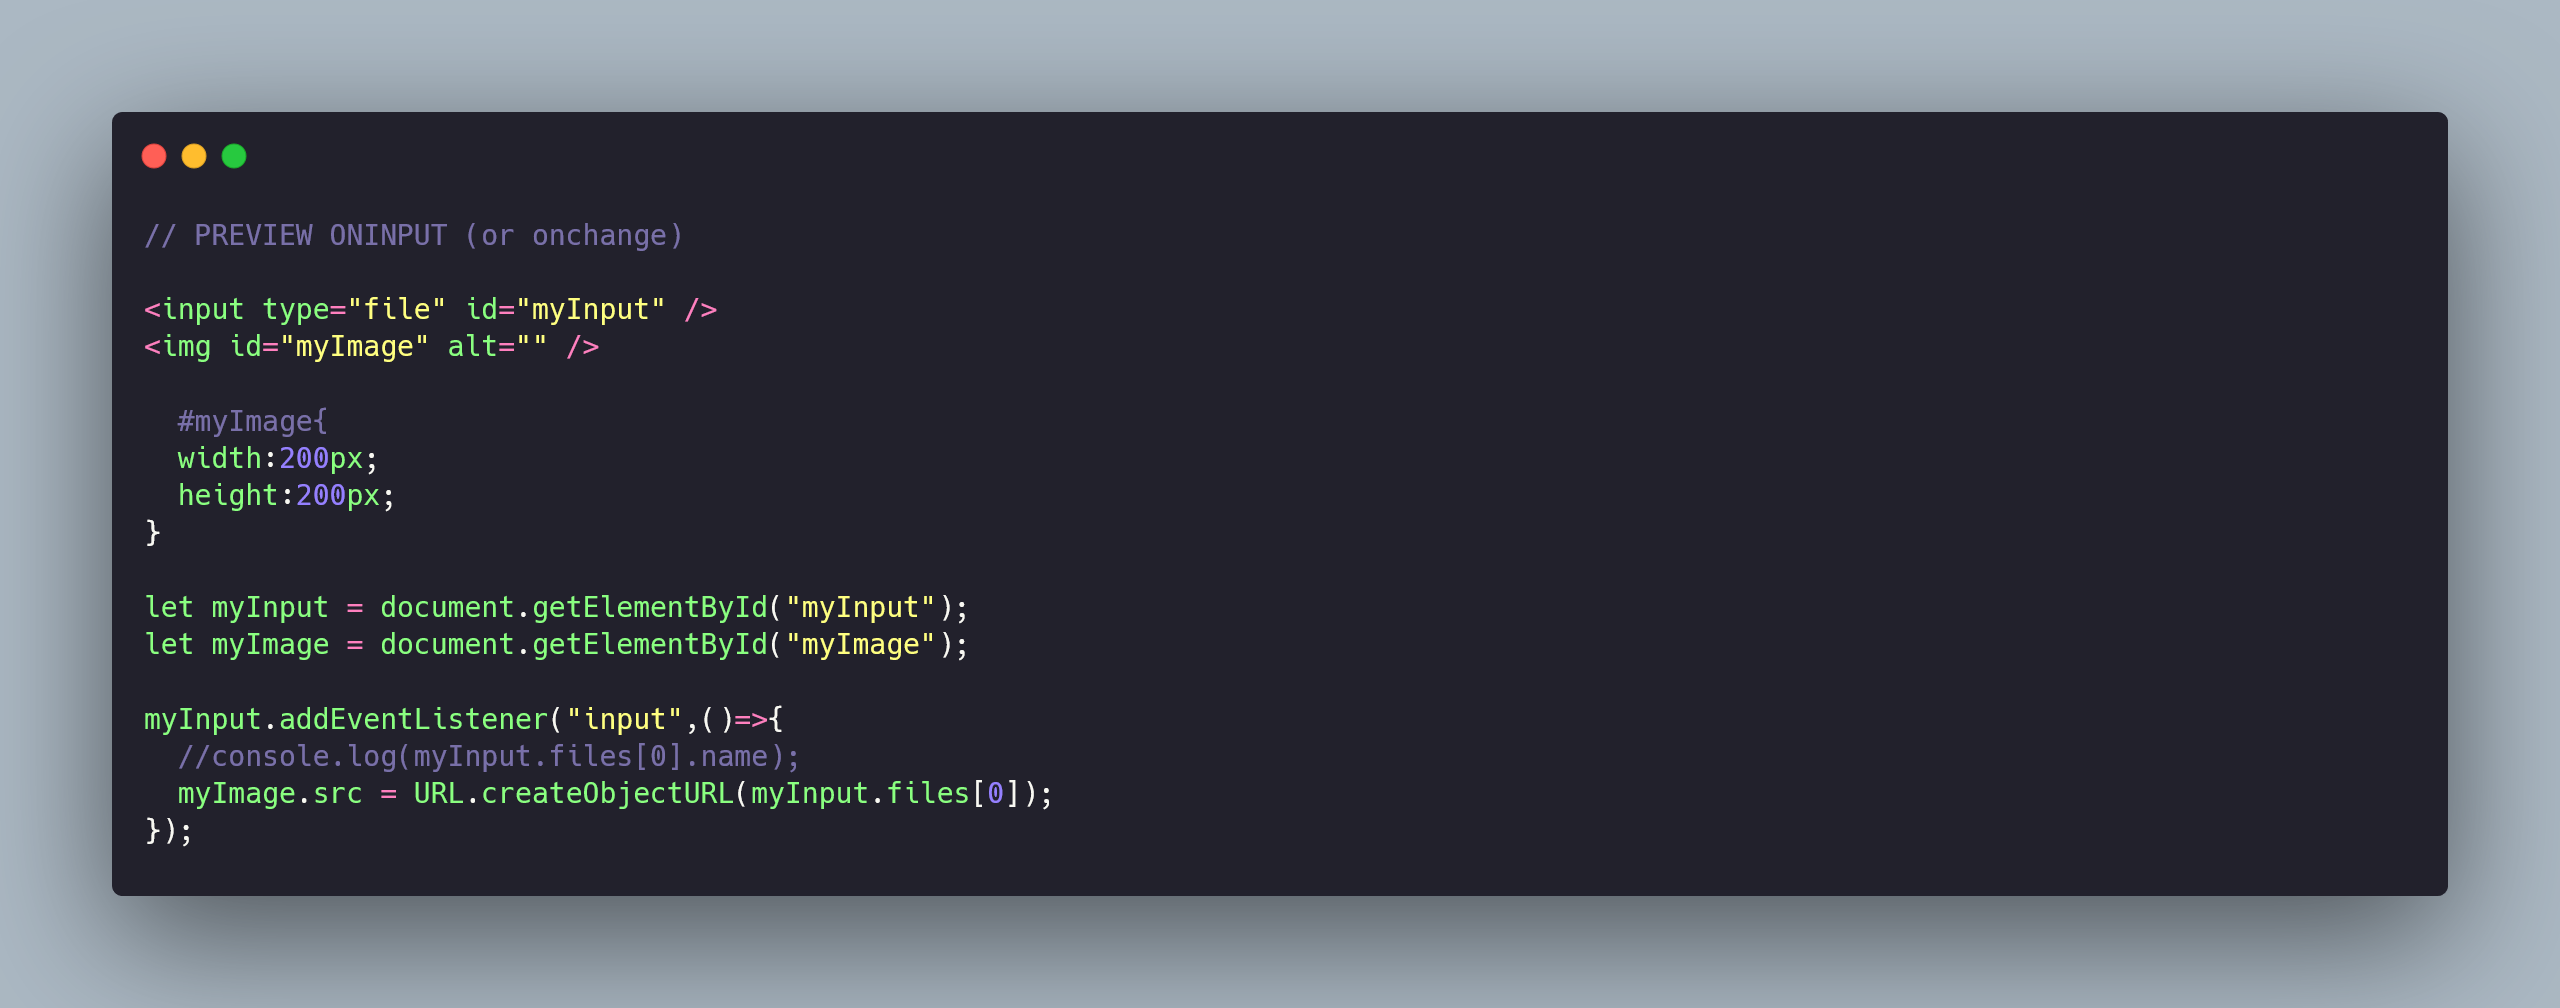 // PREVIEW ONINPUT (or onchange)
<input type="file" id="myInput" />
<img id="myImage" alt="" />
#myImage{
width:200px;
height:200px;
}
let myInput = document.getElementById("myInput");
let myImage = document.getElementById("myImage");
myInput.addEventListener("input",()=>{
//console.log(myInput.files[0].name);
myImage.src = URL.createObjectURL(myInput.files[0]);
});